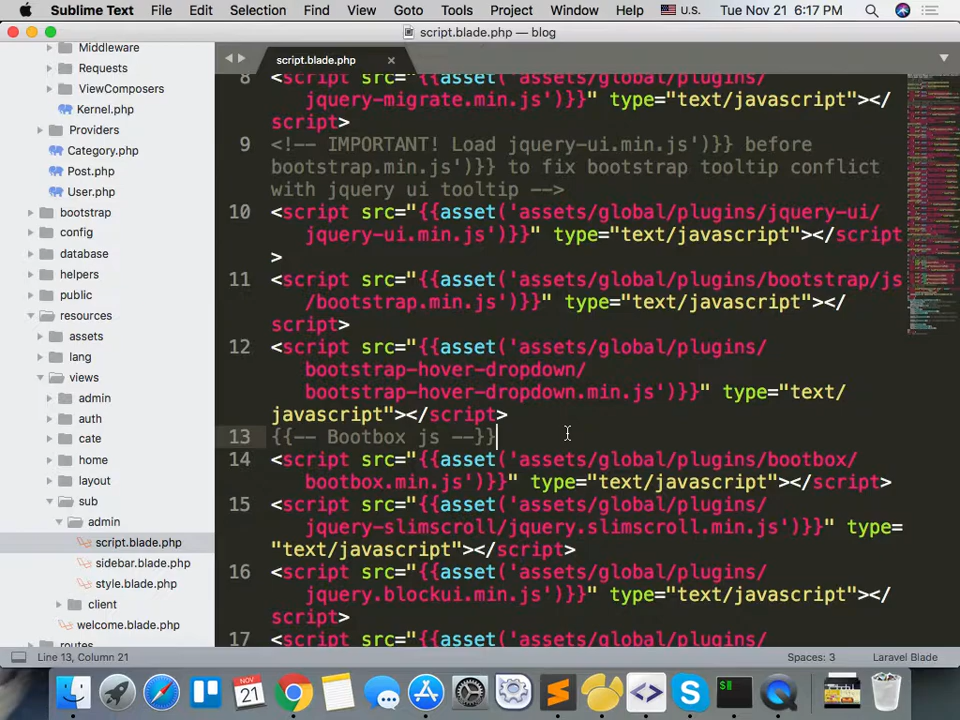 Sublime Text File Edit Selection Find View Goto Tools Project Window Help U.S. Tue Nov 21 6:17 PM
script.blade.php — blog
Middleware
Requests
ViewComposers
Kernel.php
Providers
Category.php
Post.php
User.php
bootstrap
config
database
helpers
public
resources
assets
lang
views
admin
auth
cate
home
layout
sub
admin
script.blade.php
sidebar.blade.php
style.blade.php
client
welcome.blade.php
routes
script.blade.php ×
8 <script src="{{asset('assets/global/plugins/
jquery-migrate.min.js')}}" type="text/javascript"></
script>
9 <!-- IMPORTANT! Load jquery-ui.min.js')}} before
bootstrap.min.js')}} to fix bootstrap tooltip conflict
with jquery ui tooltip -->
10 <script src="{{asset('assets/global/plugins/jquery-ui/
jquery-ui.min.js')}}" type="text/javascript"></script
>
11 <script src="{{asset('assets/global/plugins/bootstrap/js
/bootstrap.min.js')}}" type="text/javascript"></
script>
12 <script src="{{asset('assets/global/plugins/
bootstrap-hover-dropdown/
bootstrap-hover-dropdown.min.js')}}" type="text/
javascript"></script>
13 {{-- Bootbox js --}}
14 <script src="{{asset('assets/global/plugins/bootbox/
bootbox.min.js')}}" type="text/javascript"></script>
15 <script src="{{asset('assets/global/plugins/
jquery-slimscroll/jquery.slimscroll.min.js')}}" type=
"text/javascript"></script>
16 <script src="{{asset('assets/global/plugins/
jquery.blockui.min.js')}}" type="text/javascript"></
script>
17 <script src="{{asset('assets/global/plugins/
Line 13, Column 21 Spaces: 3 Laravel Blade
NOV
21